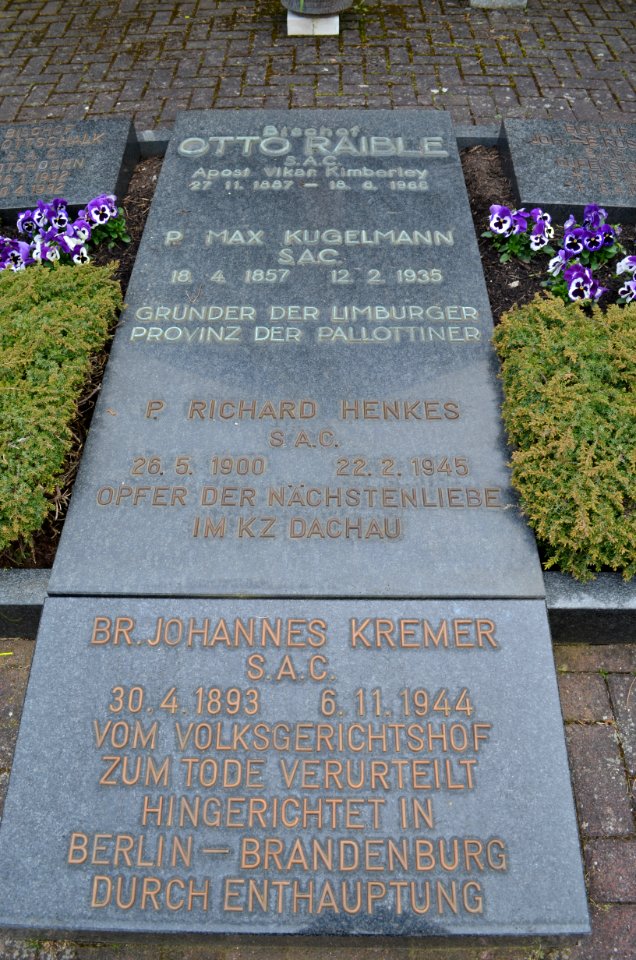 Bischof
OTTO RAIBLE
S.A.C.
Apost Vikar Kimberley
27 11 1887 – 18 6 1966
P. MAX KUGELMANN
S.A.C.
18. 4. 1857 12. 2. 1935
GRÜNDER DER LIMBURGER
PROVINZ DER PALLOTTINER
P. RICHARD HENKES
S.A.C.
26. 5. 1900 22. 2. 1945
OPFER DER NÄCHSTENLIEBE
IM KZ DACHAU
BR. JOHANNES KREMER
S.A.C.
30.4.1893 6.11.1944
VOM VOLKSGERICHTSHOF
ZUM TODE VERURTEILT
HINGERICHTET IN
BERLIN – BRANDENBURG
DURCH ENTHAUPTUNG